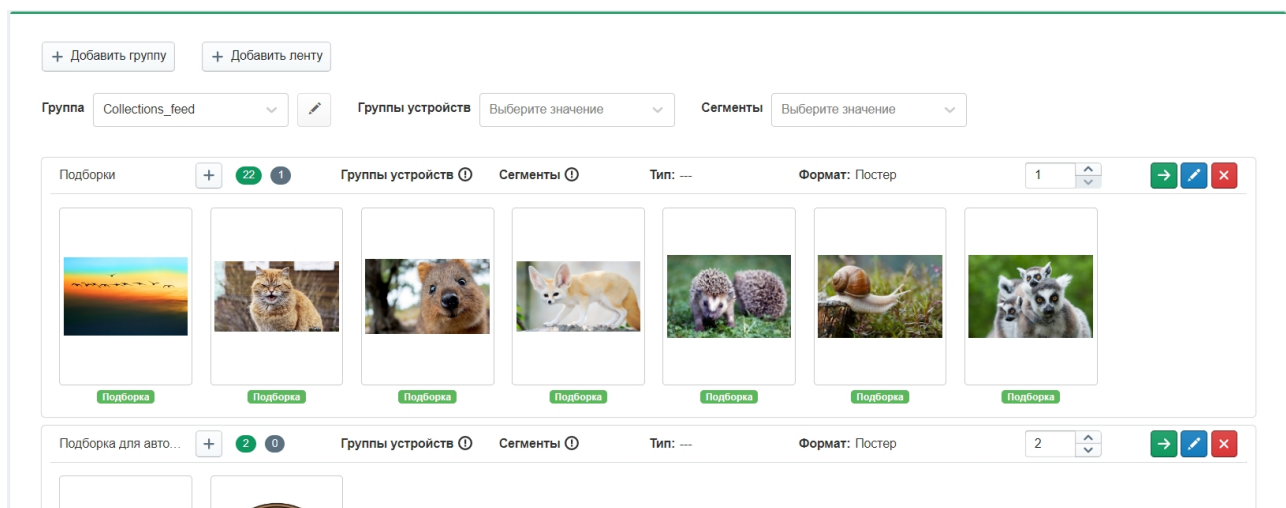 + Добавить группу + Добавить ленту
Группа Collections_feed Группы устройств Выберите значение Сегменты Выберите значение
Подборки + 22 1 Группы устройств Сегменты Тип: --- Формат: Постер 1
Подборка Подборка Подборка Подборка Подборка Подборка Подборка
Подборка для авто... + 2 0 Группы устройств Сегменты Тип: --- Формат: Постер 2